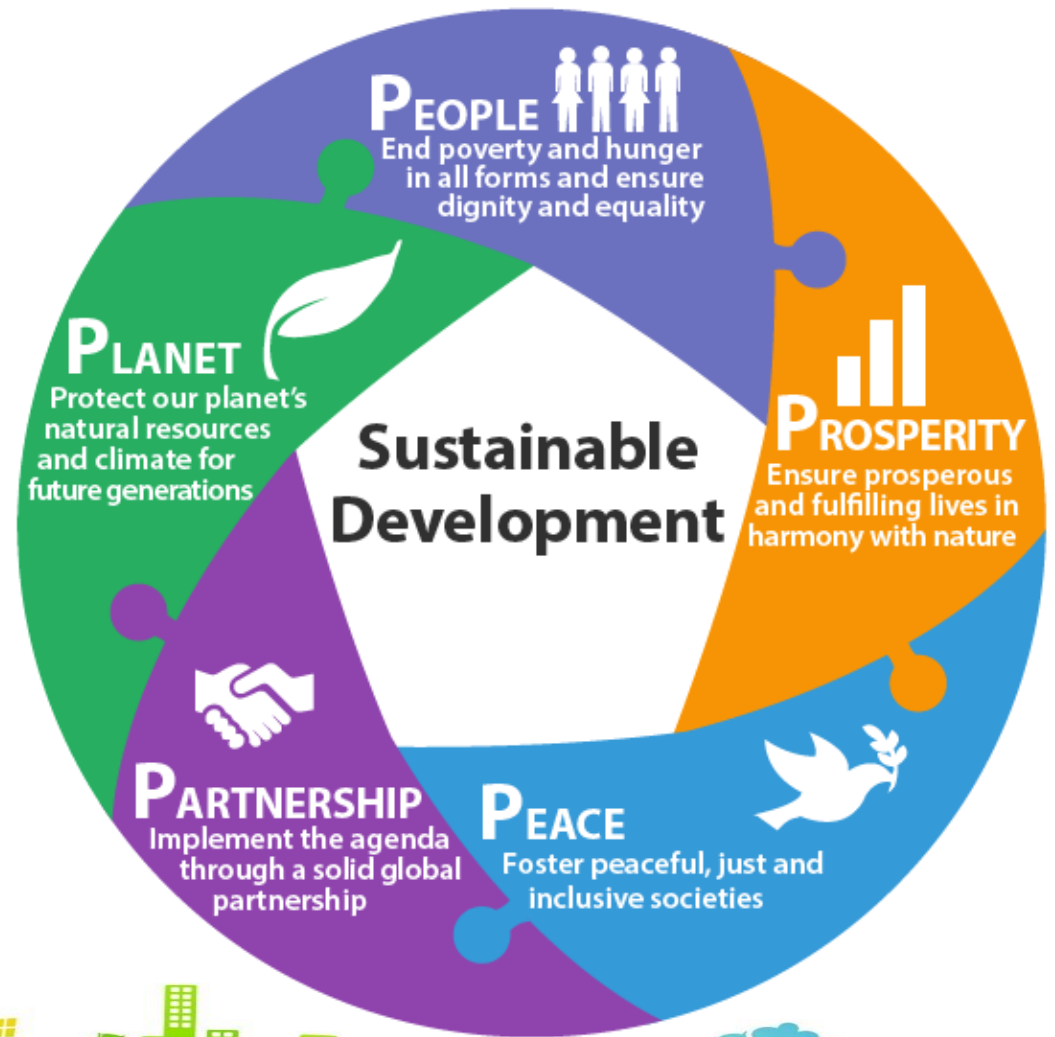 PEOPLE
End poverty and hunger
in all forms and ensure
dignity and equality
PROSPERITY
Ensure prosperous
and fulfilling lives in
harmony with nature
PEACE
Foster peaceful, just and
inclusive societies
PARTNERSHIP
Implement the agenda
through a solid global
partnership
PLANET
Protect our planet's
natural resources
and climate for
future generations
Sustainable
Development